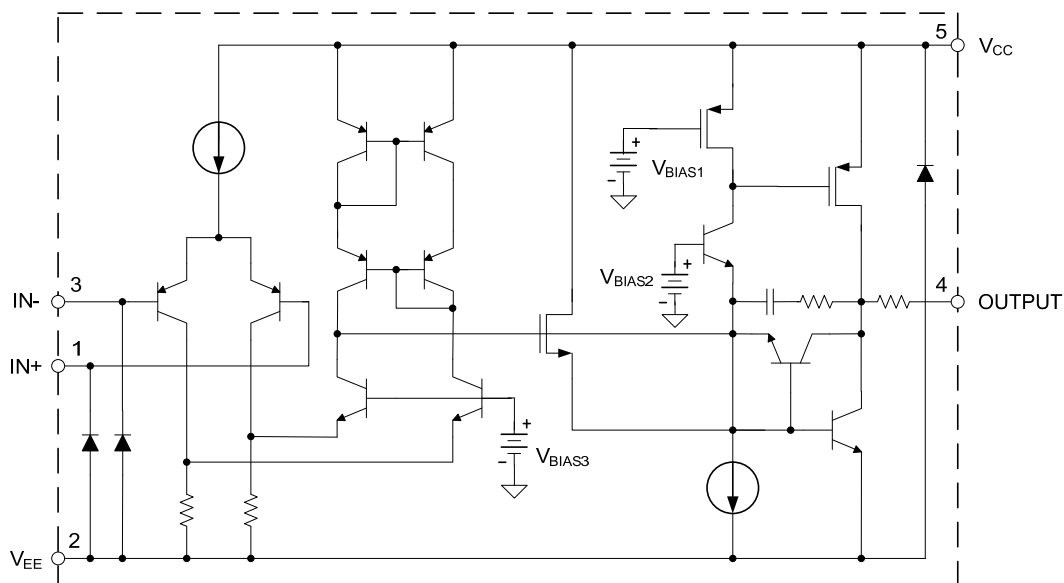 5
VCC
+
-
VBIAS1
3
IN-
VBIAS2
+
-
4
OUTPUT
1
IN+
+
-
VBIAS3
2
VEE